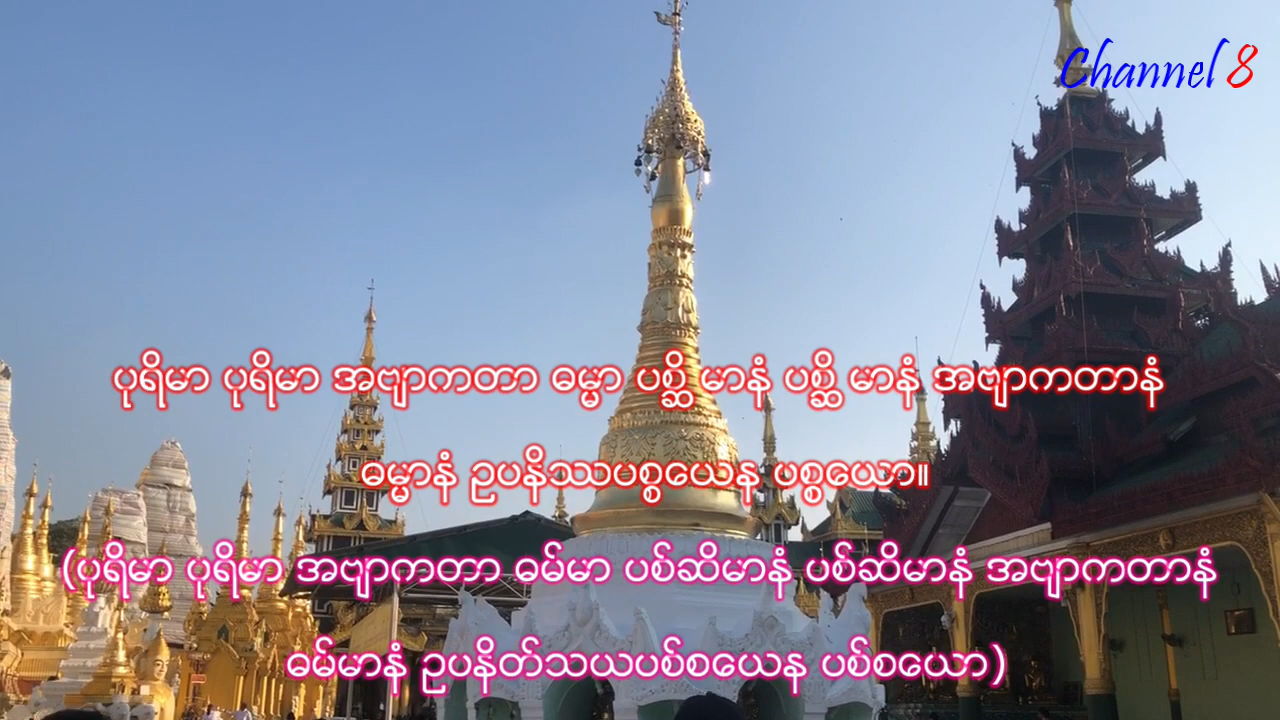 Channel 8
ပုရိမာ ပုရိမာ အဗျာကတာ ဓမ္မာ ပစ္ဆိ မာနံ ပစ္ဆိ မာနံ အဗျာကတာနံ
ဓမ္မာနံ ဥပနိဿပစ္စယေန ပစ္စယော။
(ပုရိမာ ပုရိမာ အဗျာကတာ ဓမ်မာ ပစ်ဆိမာနံ ပစ်ဆိမာနံ အဗျာကတာနံ
ဓမ်မာနံ ဥပနိတ်သယပစ်စယေန ပစ်စယော)